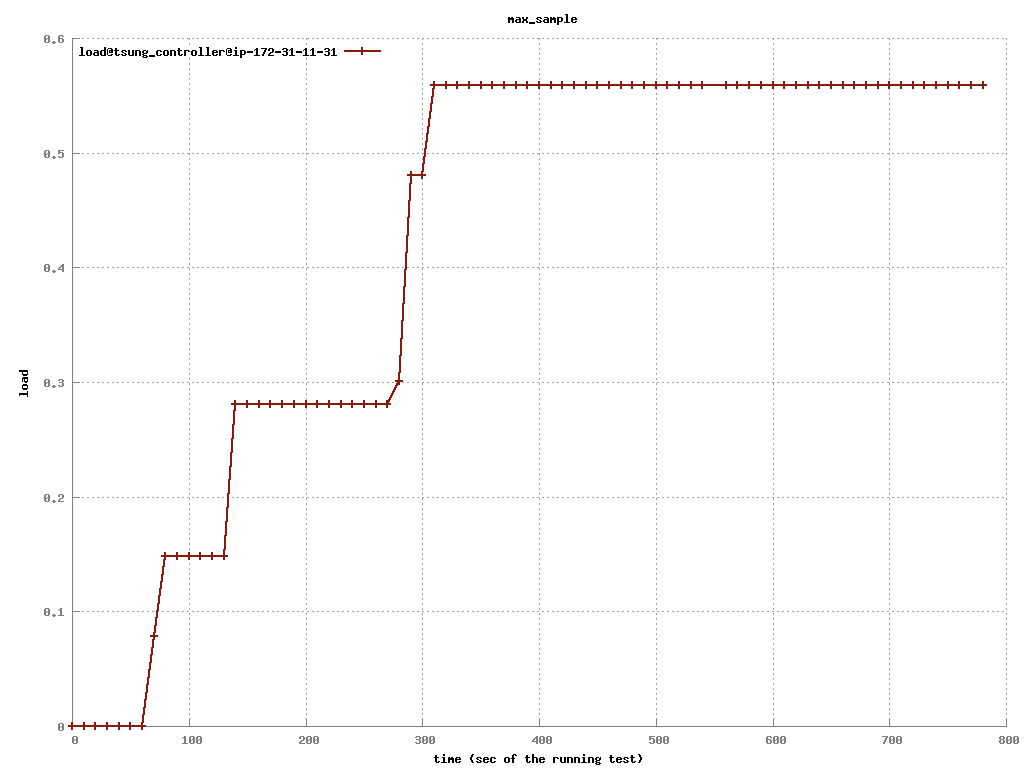 max_sample
load@tsung_controller@ip-172-31-11-31
0.6
0.5
0.4
0.3
0.2
0.1
0
load
0 100 200 300 400 500 600 700 800
time (sec of the running test)